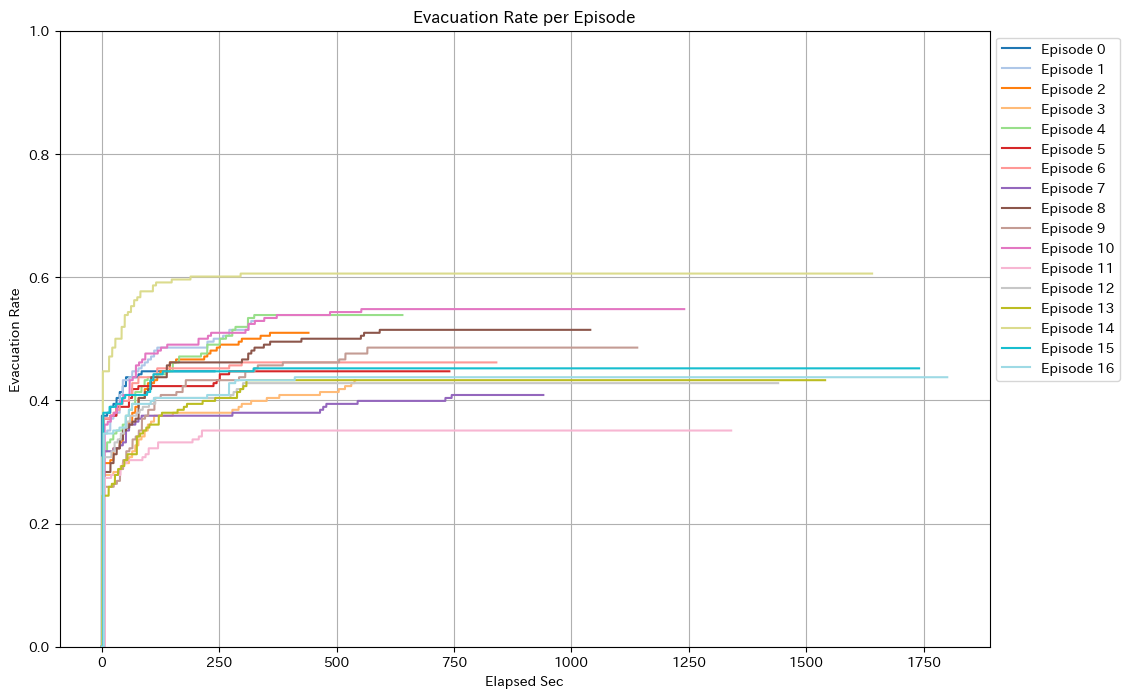 Evacuation Rate per Episode
1.0
0.8
0.6
0.4
0.2
0.0
Evacuation Rate
0
250
500
750
1000
1250
1500
1750
Elapsed Sec
Episode 0
Episode 1
Episode 2
Episode 3
Episode 4
Episode 5
Episode 6
Episode 7
Episode 8
Episode 9
Episode 10
Episode 11
Episode 12
Episode 13
Episode 14
Episode 15
Episode 16